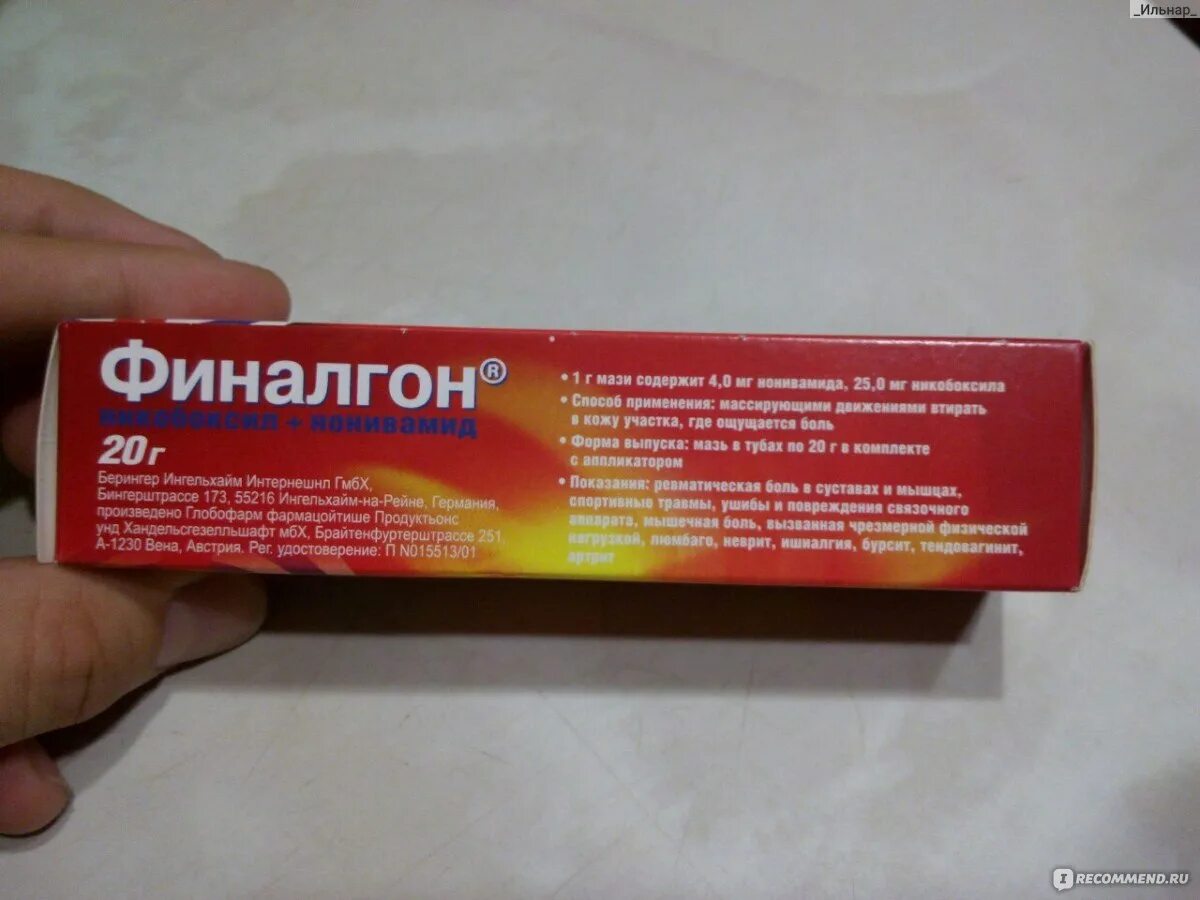 _Ильнар_
Финалгон®
никобоксил + нонивамид
20г
Берингер Ингельхайм Интернешнл ГмбХ,
Бингерштрассе 173, 55216 Ингельхайм-на-Рейне, Германия,
произведено Глобофарм фармацойтише Продуктьонс
унд Хандельсгезелльшафт мбХ, Брайтенфуртерштрассе 251,
А-1230 Вена, Австрия. Рег. удостоверение: П N015513/01
• 1 г мази содержит 4,0 мг нонивамида, 25,0 мг никобоксила
• Способ применения: массирующими движениями втирать
в кожу участка, где ощущается боль
• Форма выпуска: мазь в тубах по 20 г в комплекте
с аппликатором
• Показания: ревматическая боль в суставах и мышцах,
спортивные травмы, ушибы и повреждения связочного
аппарата, мышечная боль, вызванная чрезмерной физической
нагрузкой, люмбаго, неврит, ишиалгия, бурсит, тендовагинит,
артрит
IRECOMMEND.RU